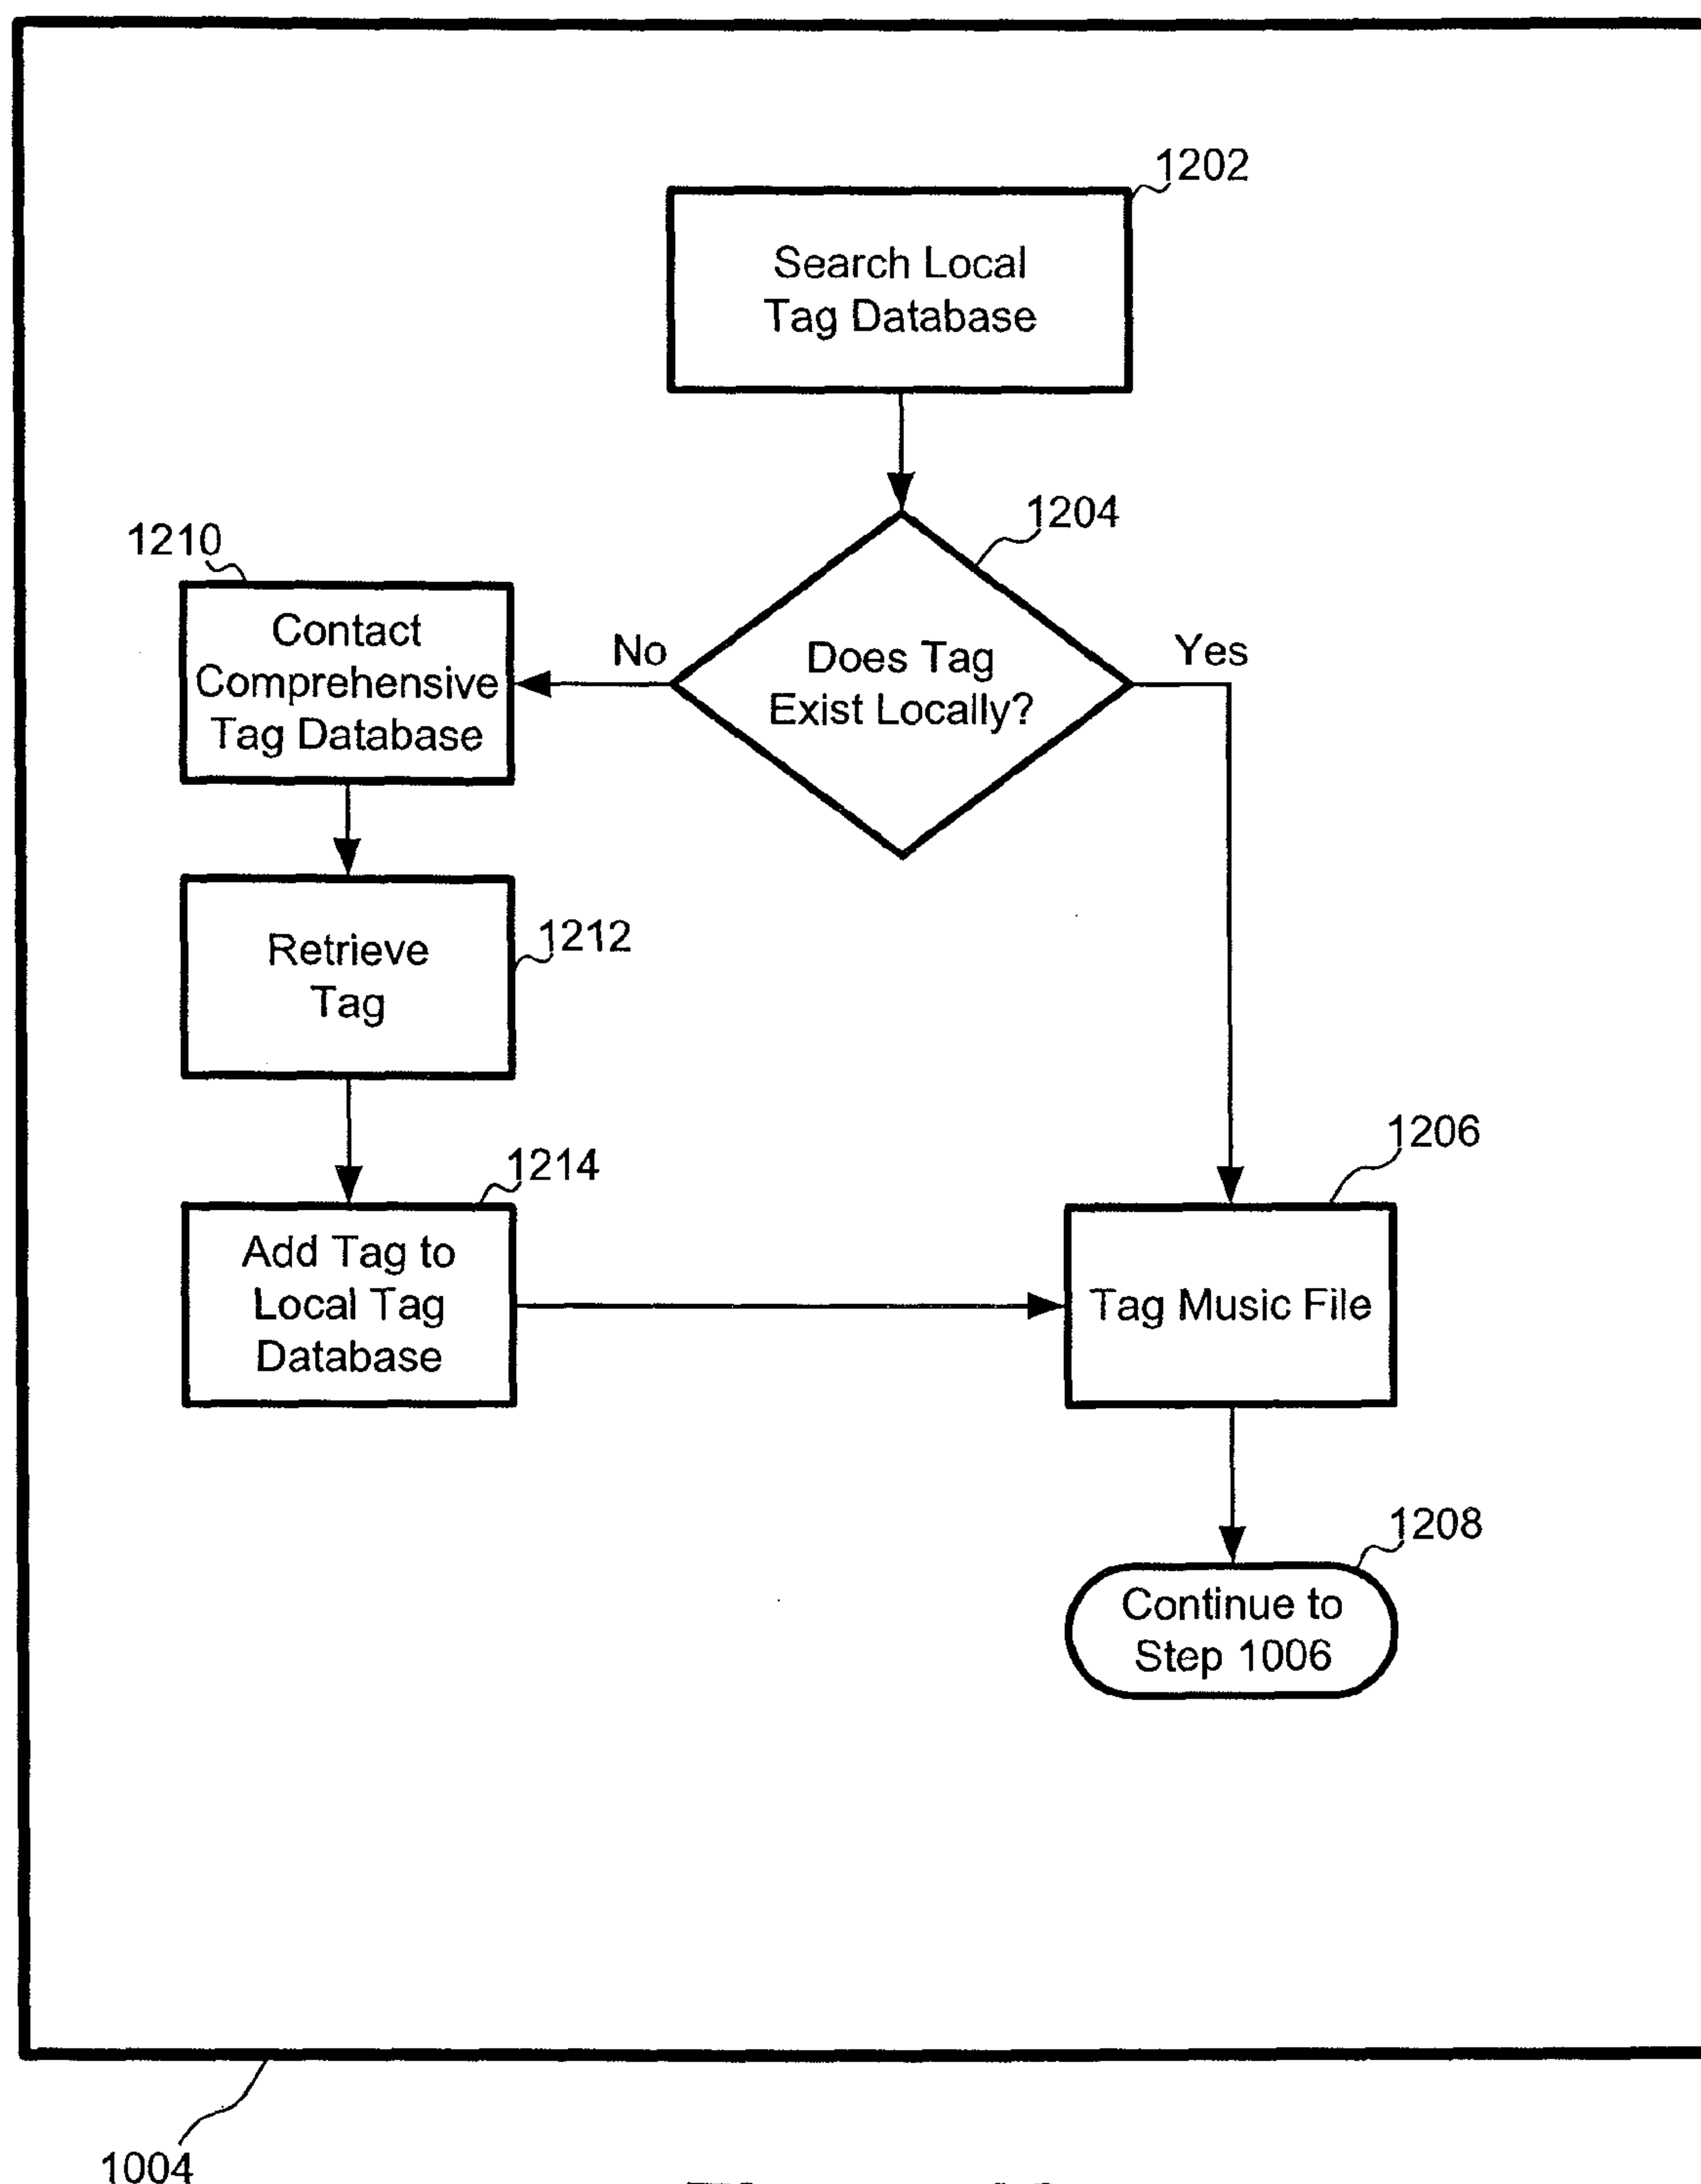 1202
Search Local
Tag Database
1204
Does Tag
Exist Locally?
No
Yes
1210
Contact
Comprehensive
Tag Database
1212
Retrieve
Tag
1214
Add Tag to
Local Tag
Database
1206
Tag Music File
1208
Continue to
Step 1006
1004